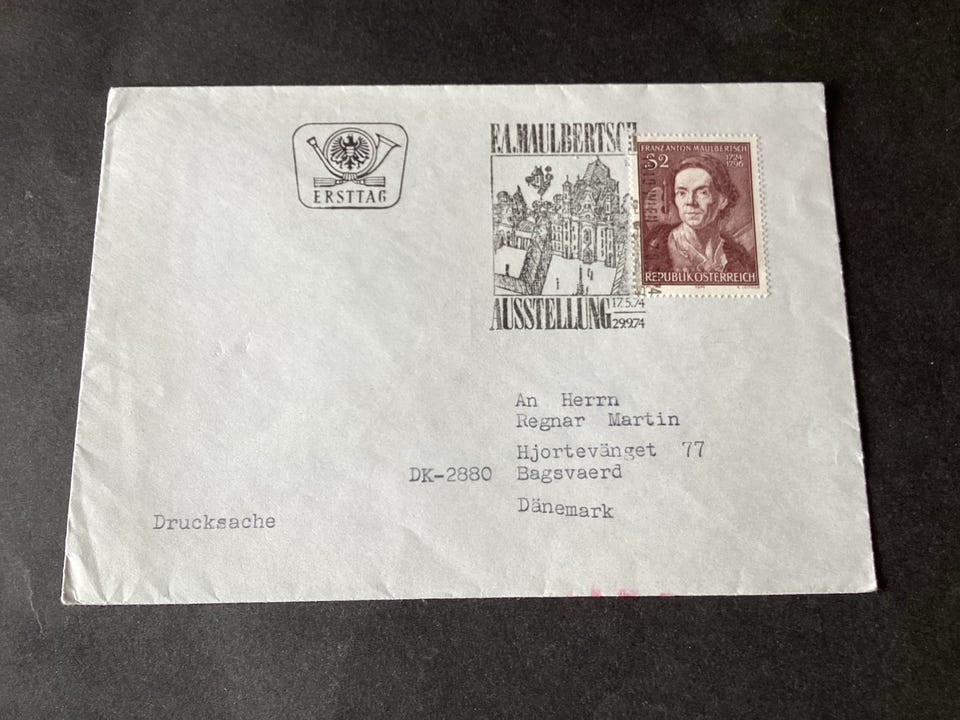 ERSTTAG
F.A. MAULBERTSCH
AUSSTELLUNG 17.5.74
29.9.74
FRANZ ANTON MAULBERTSCH
S2 1724
1796
REPUBLIK ÖSTERREICH
An Herrn
Regnar Martin
Hjortevänget 77
DK-2880 Bagsvaerd
Dänemark
Drucksache